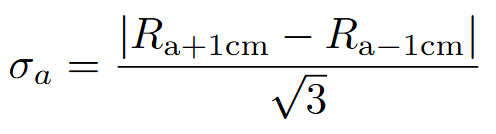 σ_a = |R_{a+1cm} − R_{a−1cm}| / √3